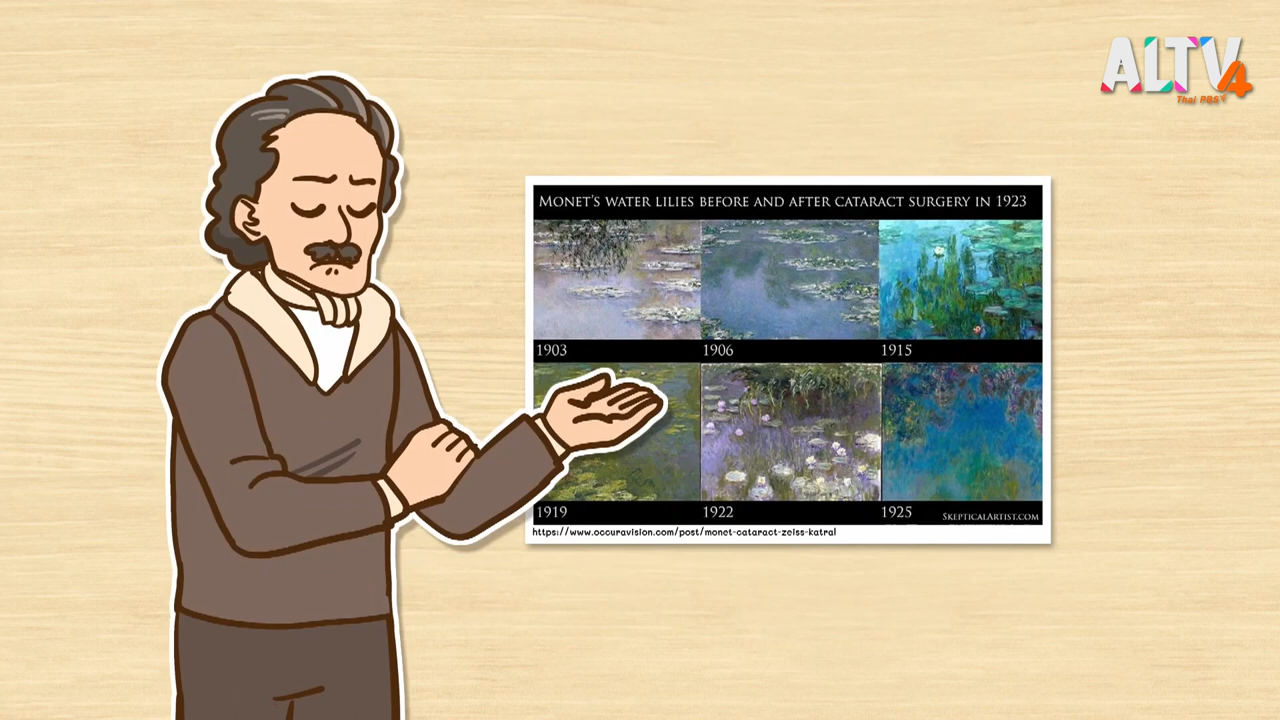 ALTV4
Thai PBS
MONET'S WATER LILIES BEFORE AND AFTER CATARACT SURGERY IN 1923
1903 1906 1915
1919 1922 1925 SKEPTICALARTIST.COM
https://www.occuravision.com/post/monet-cataract-zeiss-katral